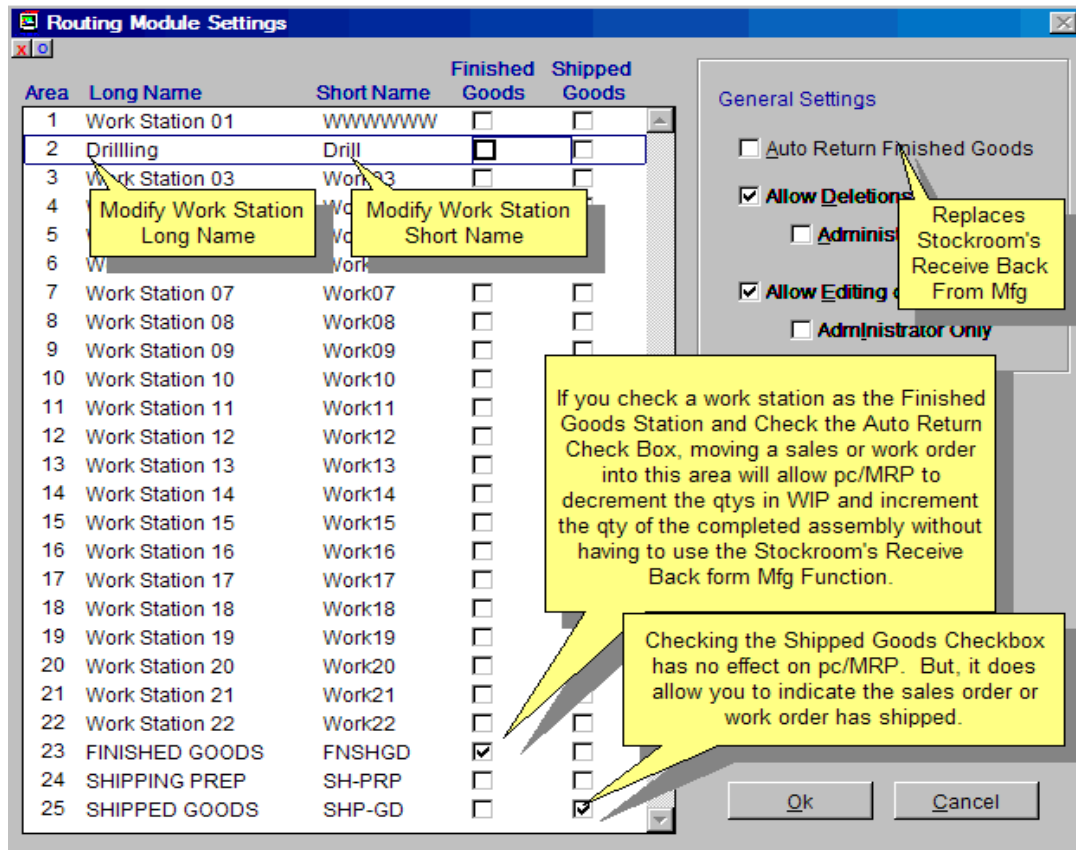 Routing Module Settings
x o
Finished Shipped
Area Long Name Short Name Goods Goods
1 Work Station 01 WWWWWW
2 Drillling Drill
3 Work Station 03 Work03
4
5
6
7 Work Station 07 Work07
8 Work Station 08 Work08
9 Work Station 09 Work09
10 Work Station 10 Work10
11 Work Station 11 Work11
12 Work Station 12 Work12
13 Work Station 13 Work13
14 Work Station 14 Work14
15 Work Station 15 Work15
16 Work Station 16 Work16
17 Work Station 17 Work17
18 Work Station 18 Work18
19 Work Station 19 Work19
20 Work Station 20 Work20
21 Work Station 21 Work21
22 Work Station 22 Work22
23 FINISHED GOODS FNSHGD
24 SHIPPING PREP SH-PRP
25 SHIPPED GOODS SHP-GD
Modify Work Station
Long Name
Modify Work Station
Short Name
General Settings
Auto Return Finished Goods
Allow Deletions
Allow Editing
Administrator Only
Replaces
Stockroom's
Receive Back
From Mfg
If you check a work station as the Finished
Goods Station and Check the Auto Return
Check Box, moving a sales or work order
into this area will allow pc/MRP to
decrement the qtys in WIP and increment
the qty of the completed assembly without
having to use the Stockroom's Receive
Back form Mfg Function.
Checking the Shipped Goods Checkbox
has no effect on pc/MRP. But, it does
allow you to indicate the sales order or
work order has shipped.
Ok Cancel